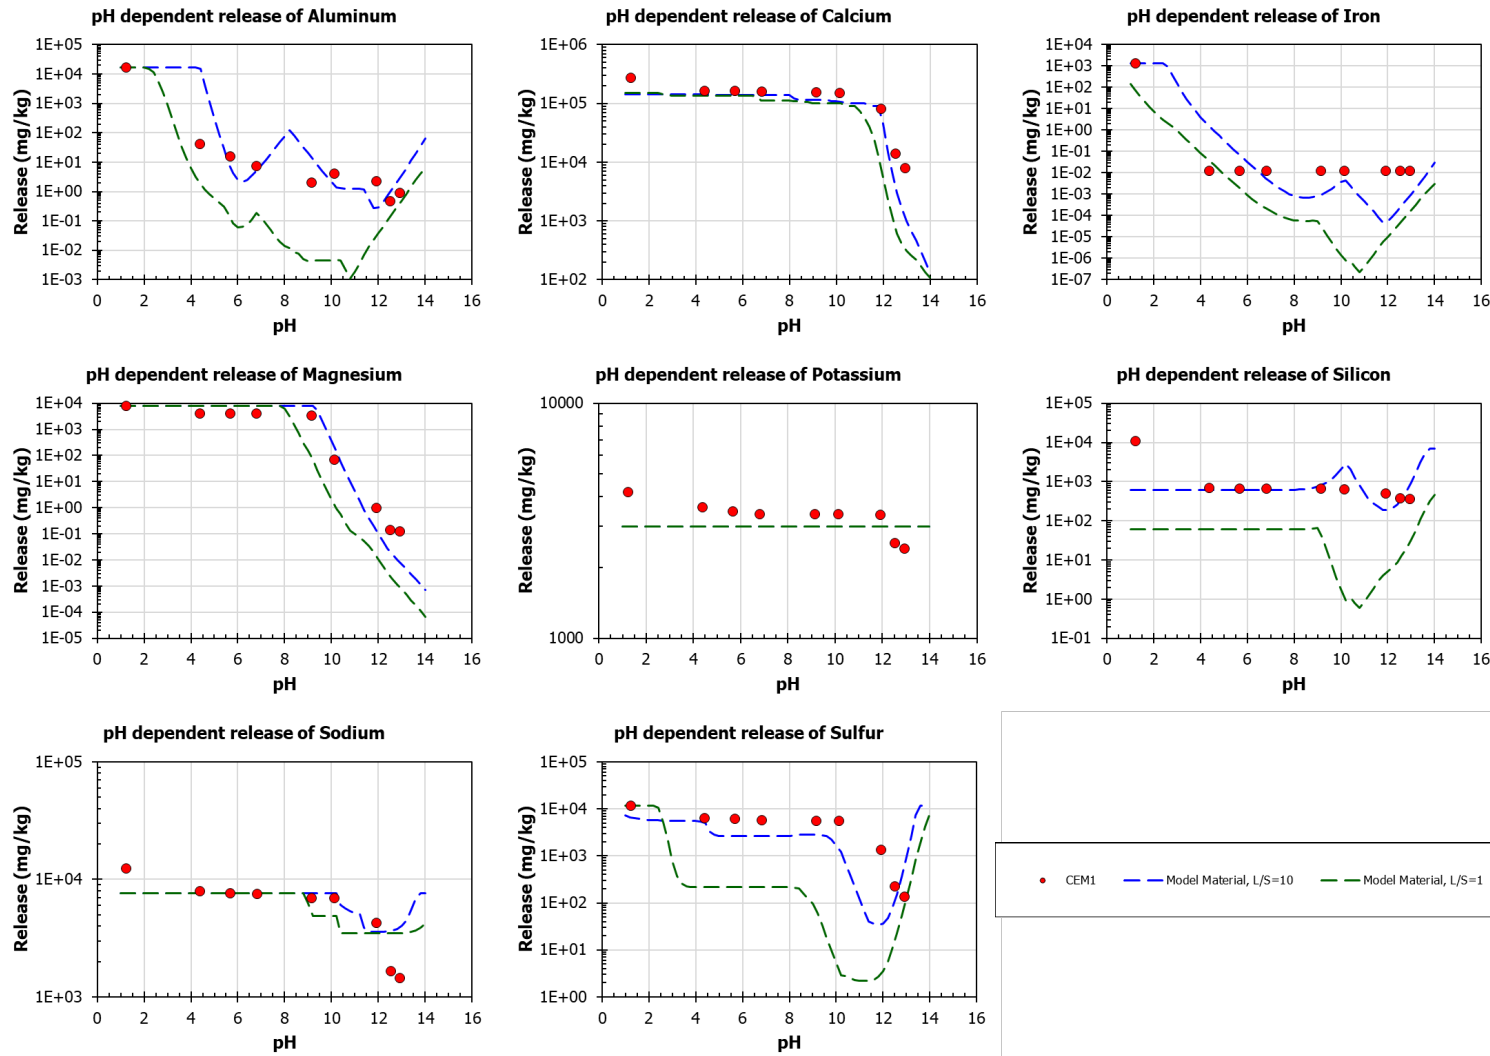 pH dependent release of Aluminum
1E+05
1E+04
1E+03
1E+02
1E+01
1E+00
1E-01
1E-02
1E-03
Release (mg/kg)
0 2 4 6 8 10 12 14 16
pH
pH dependent release of Calcium
1E+06
1E+05
1E+04
1E+03
1E+02
Release (mg/kg)
0 2 4 6 8 10 12 14 16
pH
pH dependent release of Iron
1E+04
1E+03
1E+02
1E+01
1E+00
1E-01
1E-02
1E-03
1E-04
1E-05
1E-06
1E-07
Release (mg/kg)
0 2 4 6 8 10 12 14 16
pH
pH dependent release of Magnesium
1E+04
1E+03
1E+02
1E+01
1E+00
1E-01
1E-02
1E-03
1E-04
1E-05
Release (mg/kg)
0 2 4 6 8 10 12 14 16
pH
pH dependent release of Potassium
10000
1000
Release (mg/kg)
0 2 4 6 8 10 12 14 16
pH
pH dependent release of Silicon
1E+05
1E+04
1E+03
1E+02
1E+01
1E+00
1E-01
Release (mg/kg)
0 2 4 6 8 10 12 14 16
pH
pH dependent release of Sodium
1E+05
1E+04
1E+03
Release (mg/kg)
0 2 4 6 8 10 12 14 16
pH
pH dependent release of Sulfur
1E+05
1E+04
1E+03
1E+02
1E+01
1E+00
Release (mg/kg)
0 2 4 6 8 10 12 14 16
pH
CEM1 Model Material, L/S=10 Model Material, L/S=1